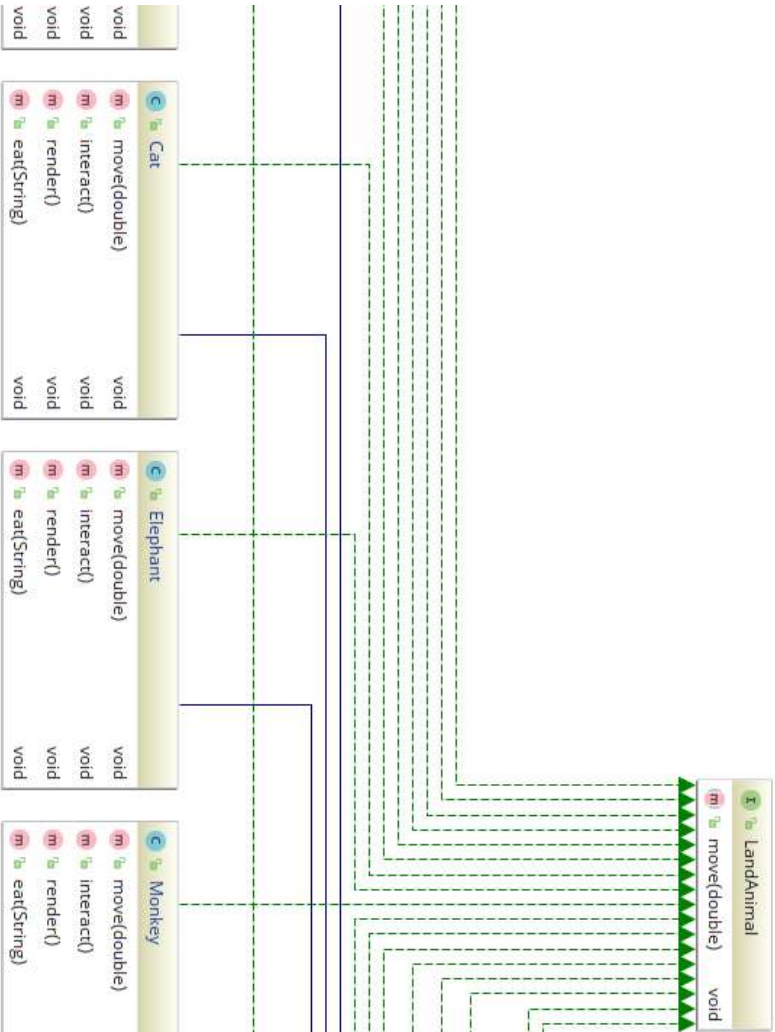 I LandAnimal
m move(double) void
void
void
void
void
C Cat
m move(double) void
m interact() void
m render() void
m eat(String) void
C Elephant
m move(double) void
m interact() void
m render() void
m eat(String) void
C Monkey
m move(double)
m interact()
m render()
m eat(String)